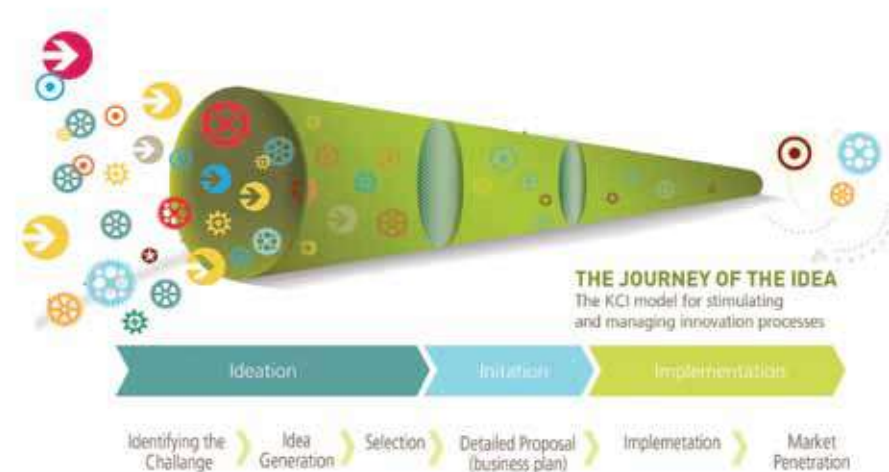 THE JOURNEY OF THE IDEA
The KCI model for stimulating
and managing innovation processes
Ideation
Initation
Implementation
Identifying the
Challange
Idea
Generation
Selection
Detailed Proposal
(business plan)
Implemetation
Market
Penetration